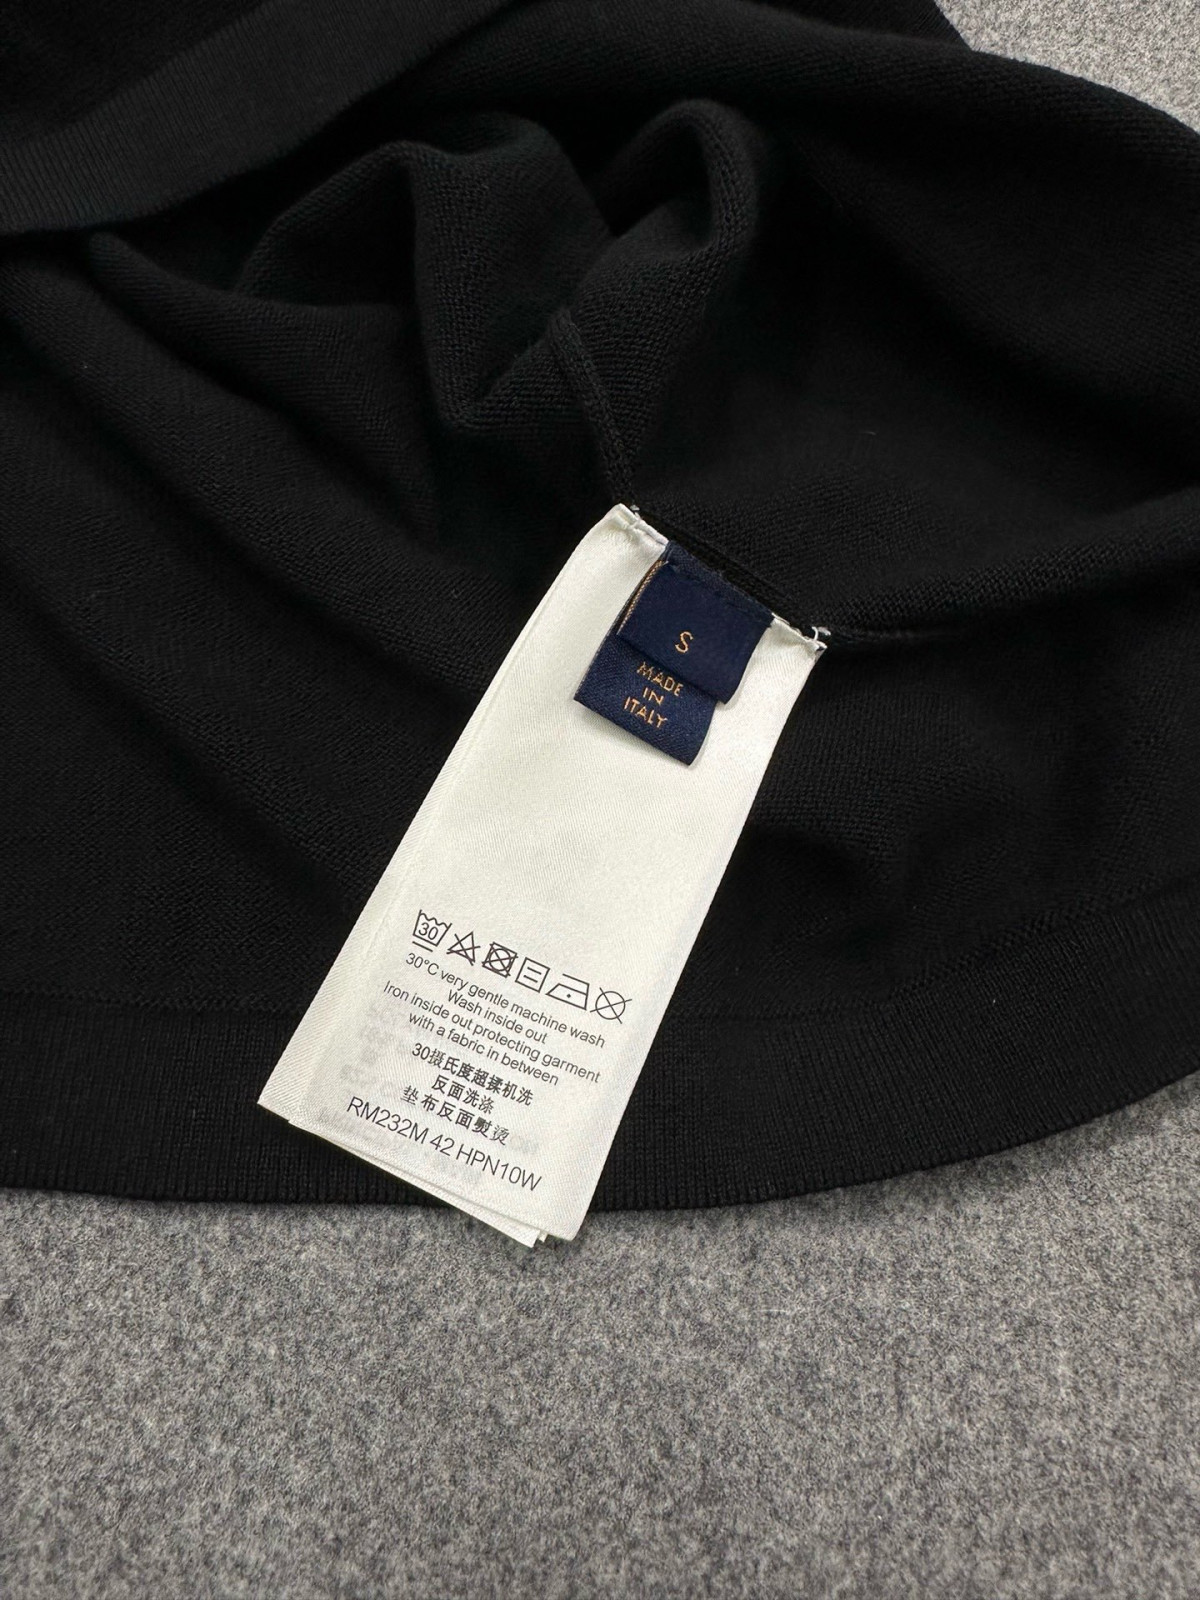 S
MADE
IN
ITALY
30
30°C very gentle machine wash
Wash inside out
Iron inside out protecting garment
with a fabric in between
30摄氏度超揉机洗
反面洗涤
垫布反面熨烫
RM232M 42 HPN10W